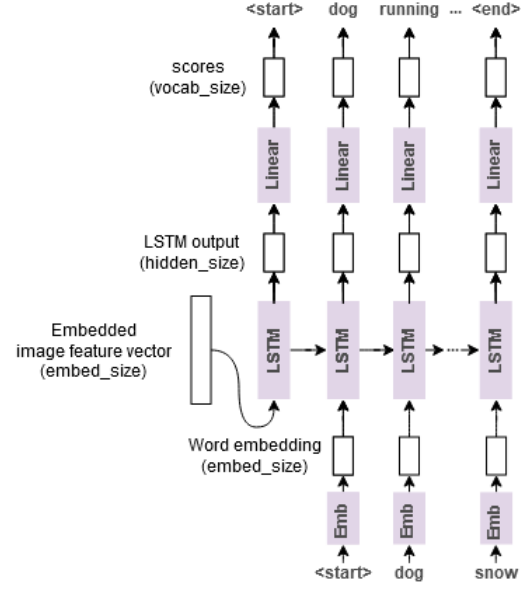 <start> dog running ... <end>
scores
(vocab_size)
Linear Linear Linear Linear
LSTM output
(hidden_size)
LSTM LSTM LSTM LSTM
Embedded
image feature vector
(embed_size)
Word embedding
(embed_size)
Emb Emb Emb
<start> dog snow